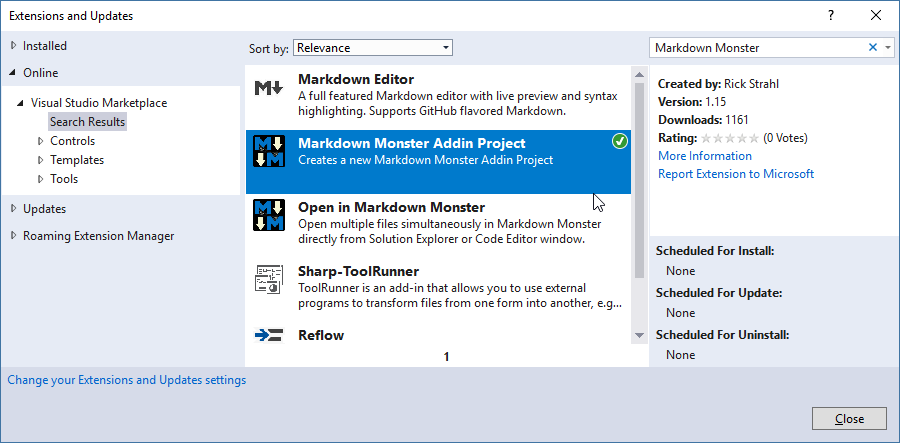 Extensions and Updates
?
Installed
Online
Visual Studio Marketplace
Search Results
Controls
Templates
Tools
Updates
Roaming Extension Manager
Sort by: Relevance
Markdown Editor
A full featured Markdown editor with live preview and syntax
highlighting. Supports GitHub flavored Markdown.
Markdown Monster Addin Project
Creates a new Markdown Monster Addin Project
Open in Markdown Monster
Open multiple files simultaneously in Markdown Monster
directly from Solution Explorer or Code Editor window.
Sharp-ToolRunner
ToolRunner is an add-in that allows you to use external
programs to transform files from one form into another, e.g...
Reflow
1
Markdown Monster
Created by: Rick Strahl
Version: 1.15
Downloads: 1161
Rating: (0 Votes)
More Information
Report Extension to Microsoft
Scheduled For Install:
None
Scheduled For Update:
None
Scheduled For Uninstall:
None
Change your Extensions and Updates settings
Close